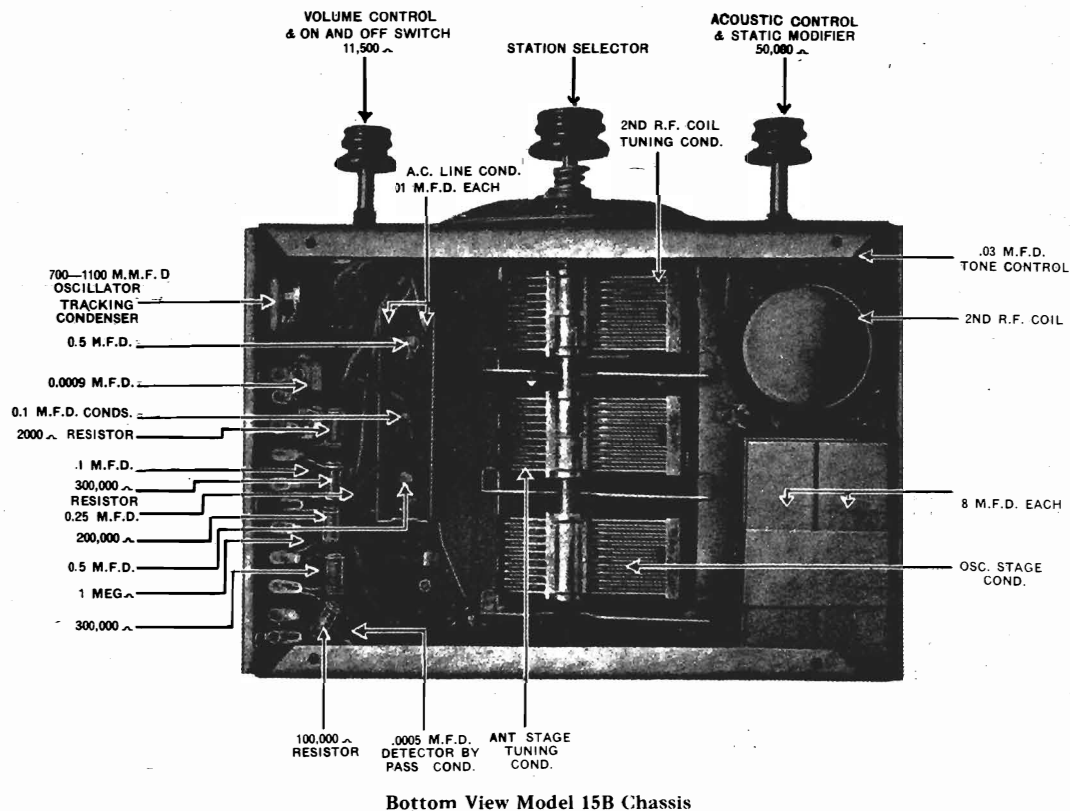 VOLUME CONTROL
& ON AND OFF SWITCH
11,500 ⌢
STATION SELECTOR
ACOUSTIC CONTROL
& STATIC MODIFIER
50,000 ⌢
2ND R.F. COIL
TUNING COND.
A.C. LINE COND.
01 M.F.D. EACH
700—1100 M.M.F.D
OSCILLATOR
TRACKING
CONDENSER
0.5 M.F.D.
0.0009 M.F.D.
0.1 M.F.D. CONDS.
2000 ⌢ RESISTOR
.1 M.F.D.
300,000 ⌢
RESISTOR
0.25 M.F.D.
200,000 ⌢
0.5 M.F.D.
1 MEG⌢
300,000 ⌢
.03 M.F.D.
TONE CONTROL
2ND R.F. COIL
8 M.F.D. EACH
OSC. STAGE
COND.
100,000 ⌢
RESISTOR
.0005 M.F.D.
DETECTOR BY
PASS COND.
ANT STAGE
TUNING
COND.
Bottom View Model 15B Chassis